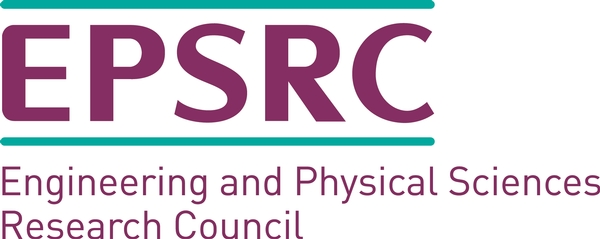 EPSRC
Engineering and Physical Sciences
Research Council